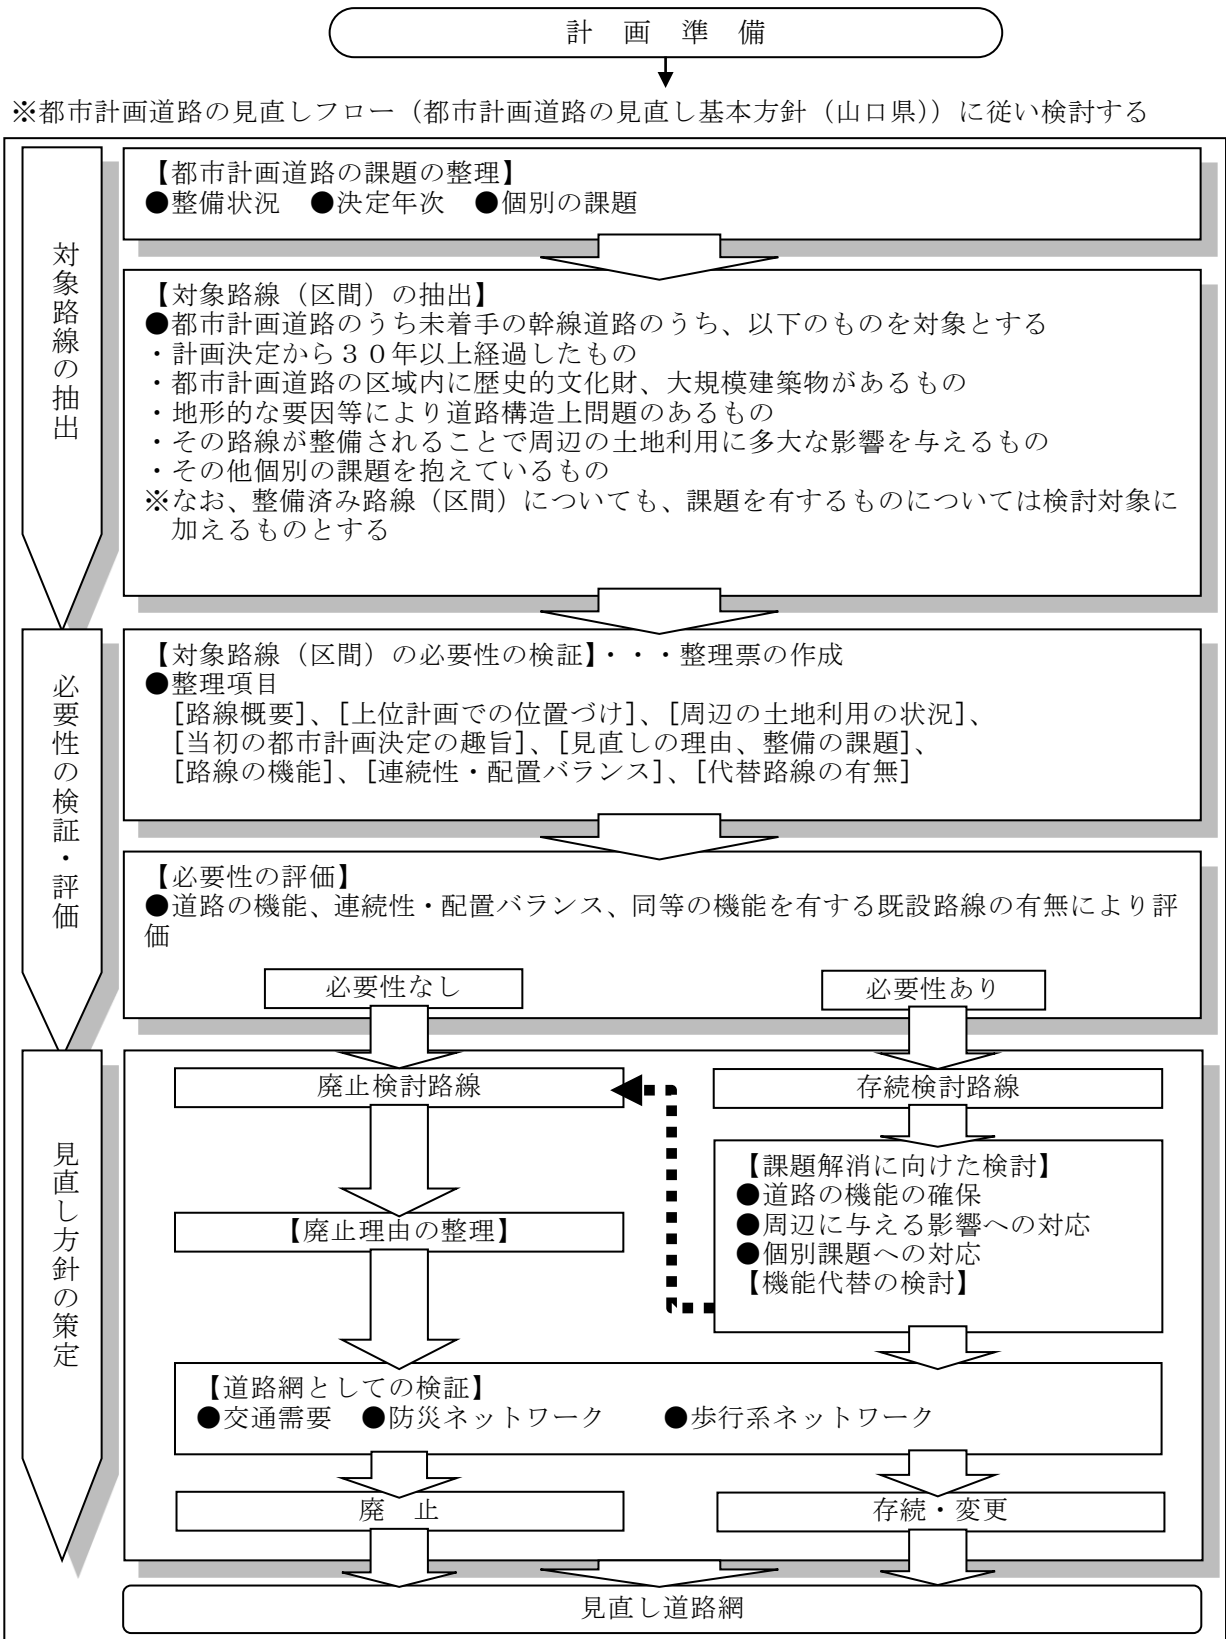 計　画　準　備
※都市計画道路の見直しフロー（都市計画道路の見直し基本方針（山口県））に従い検討する
対象路線の抽出
【都市計画道路の課題の整理】
●整備状況　●決定年次　●個別の課題
【対象路線（区間）の抽出】
●都市計画道路のうち未着手の幹線道路のうち、以下のものを対象とする
・計画決定から３０年以上経過したもの
・都市計画道路の区域内に歴史的文化財、大規模建築物があるもの
・地形的な要因等により道路構造上問題のあるもの
・その路線が整備されることで周辺の土地利用に多大な影響を与えるもの
・その他個別の課題を抱えているもの
※なお、整備済み路線（区間）についても、課題を有するものについては検討対象に
加えるものとする
必要性の検証・評価
【対象路線（区間）の必要性の検証】・・・整理票の作成
●整理項目
［路線概要］、［上位計画での位置づけ］、［周辺の土地利用の状況］、
［当初の都市計画決定の趣旨］、［見直しの理由、整備の課題］、
［路線の機能］、［連続性・配置バランス］、［代替路線の有無］
【必要性の評価】
●道路の機能、連続性・配置バランス、同等の機能を有する既設路線の有無により評
価
必要性なし
必要性あり
見直し方針の策定
廃止検討路線
存続検討路線
【課題解消に向けた検討】
●道路の機能の確保
●周辺に与える影響への対応
●個別課題への対応
【機能代替の検討】
【廃止理由の整理】
【道路網としての検証】
●交通需要　●防災ネットワーク　　●歩行系ネットワーク
廃　止
存続・変更
見直し道路網